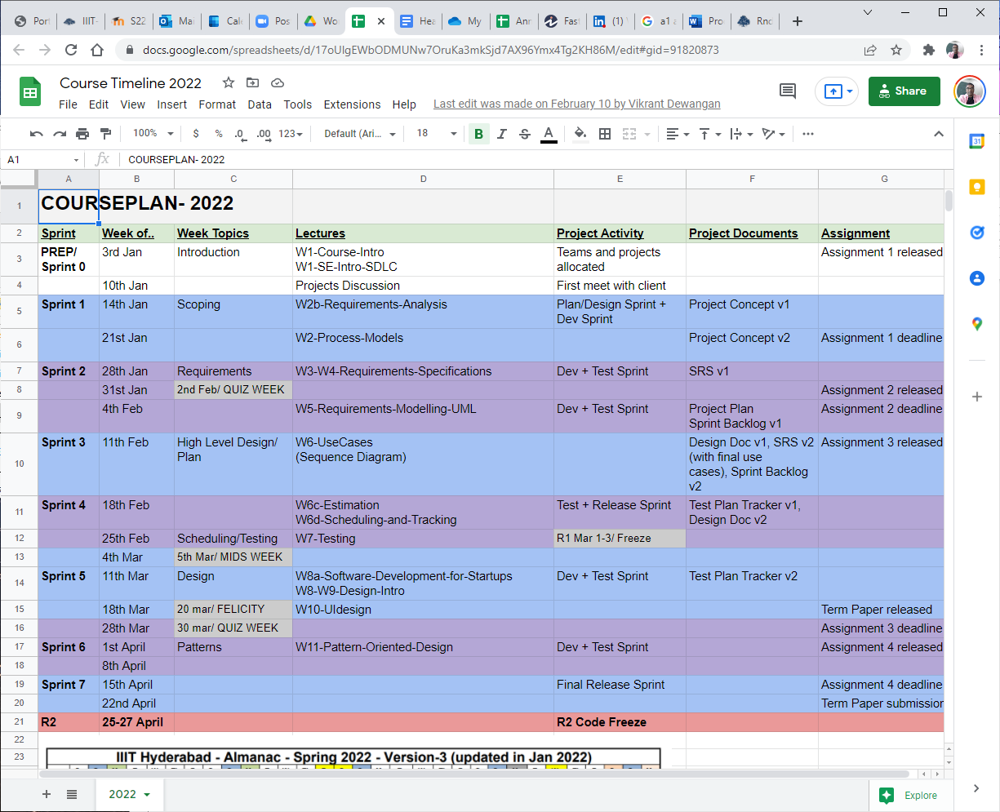 Port
IIIT-
S22
Mai
Cale
Pos
Wo
Hea
My
Anr
Fast
(1)
a1 a
Pro
Rnd
docs.google.com/spreadsheets/d/17oUIgEWbODMUNw7OruKa3mkSjd7AX96Ymx4Tg2KH86M/edit#gid=91820873
Course Timeline 2022
File Edit View Insert Format Data Tools Extensions Help Last edit was made on February 10 by Vikrant Dewangan
Share
100% $ % .0 .00 123 Default (Ari... 18 B I S A
A1 fx COURSEPLAN- 2022
A B C D E F G
1 COURSEPLAN- 2022
2 Sprint Week of.. Week Topics Lectures Project Activity Project Documents Assignment
3 PREP/ 3rd Jan Introduction W1-Course-Intro Teams and projects Assignment 1 released
Sprint 0 W1-SE-Intro-SDLC allocated
4 10th Jan Projects Discussion First meet with client
5 Sprint 1 14th Jan Scoping W2b-Requirements-Analysis Plan/Design Sprint + Project Concept v1
Dev Sprint
6 21st Jan W2-Process-Models Project Concept v2 Assignment 1 deadline
7 Sprint 2 28th Jan Requirements W3-W4-Requirements-Specifications Dev + Test Sprint SRS v1
8 31st Jan 2nd Feb/ QUIZ WEEK Assignment 2 released
9 4th Feb W5-Requirements-Modelling-UML Dev + Test Sprint Project Plan Assignment 2 deadline
Sprint Backlog v1
10 Sprint 3 11th Feb High Level Design/ W6-UseCases Design Doc v1, SRS v2 Assignment 3 released
Plan (Sequence Diagram) (with final use
cases), Sprint Backlog
v2
11 Sprint 4 18th Feb W6c-Estimation Test + Release Sprint Test Plan Tracker v1,
W6d-Scheduling-and-Tracking Design Doc v2
12 25th Feb Scheduling/Testing W7-Testing R1 Mar 1-3/ Freeze
13 4th Mar 5th Mar/ MIDS WEEK
14 Sprint 5 11th Mar Design W8a-Software-Development-for-Startups Dev + Test Sprint Test Plan Tracker v2
W8-W9-Design-Intro
15 18th Mar 20 mar/ FELICITY W10-UIdesign Term Paper released
16 28th Mar 30 mar/ QUIZ WEEK Assignment 3 deadline
17 Sprint 6 1st April Patterns W11-Pattern-Oriented-Design Dev + Test Sprint Assignment 4 released
18 8th April
19 Sprint 7 15th April Final Release Sprint Assignment 4 deadline
20 22nd April Term Paper submission
21 R2 25-27 April R2 Code Freeze
22
23 IIIT Hyderabad - Almanac - Spring 2022 - Version-3 (updated in Jan 2022)
2022
Explore